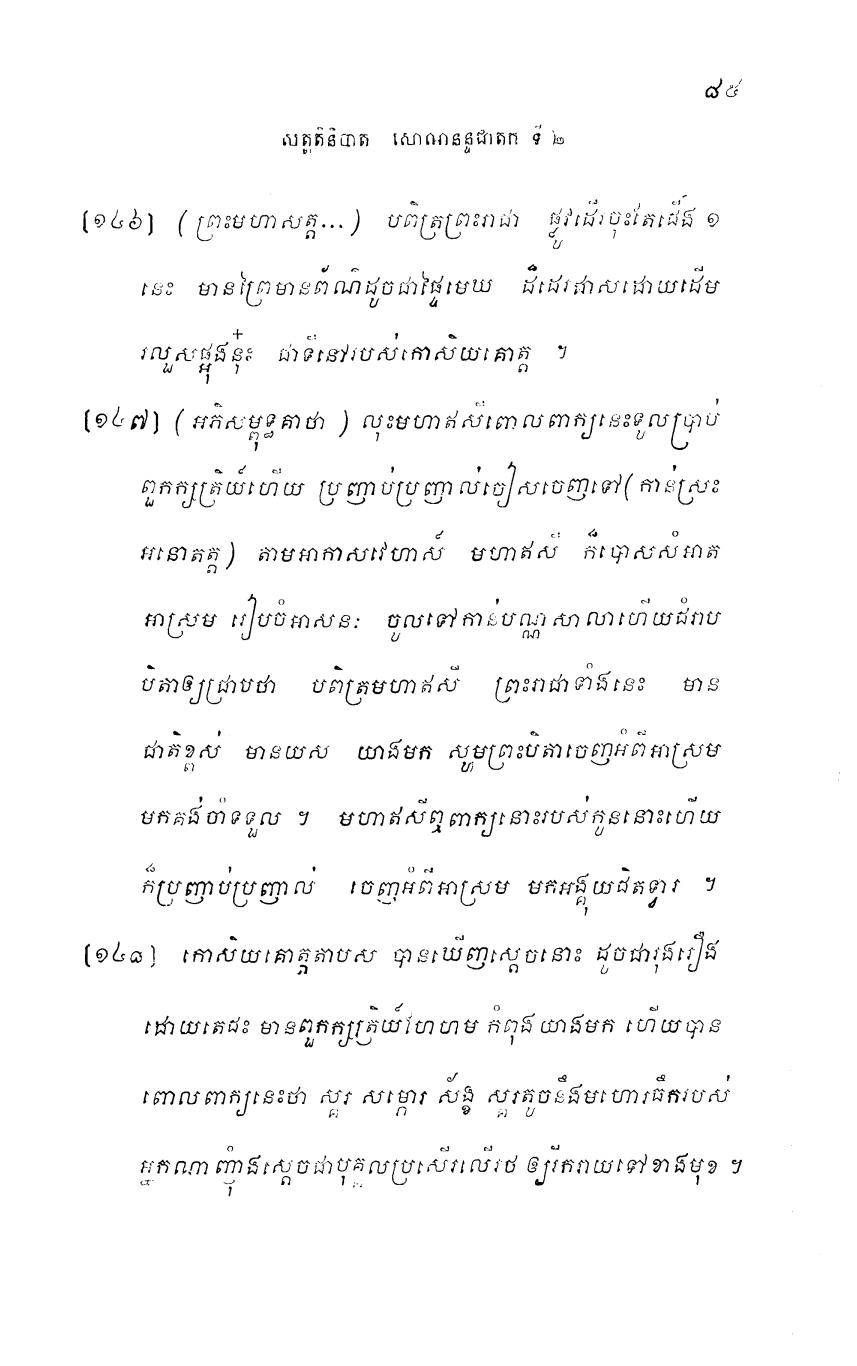 ៨៥
សត្តតិនិបាត សោណនន្ទជាតក ទី ២
[១៤៦] (ព្រះមហាសត្ត...) បពិត្រព្រះរាជា ផ្លូវដើរចុះតែជើង ១
នេះ មានព្រៃមានព័ណ៌ដូចជាផ្ទៃមេឃ ដ៏ដេរដាសដោយដើម
រលួសផ្អុងនុ៎ះ ជាទីនៅរបស់កោសិយគោត្ត ។
[១៤៧] (អភិសម្ពុទ្ធគាថា) លុះមហាឥសីពោលពាក្យនេះទូលប្រាប់
ពួកក្សត្រិយ៍ហើយ ប្រញាប់ប្រញាល់ចៀសចេញទៅ(កាន់ស្រះ
អនោតត្ត) តាមអាកាសវេហាស៍ មហាឥសី ក៏បោសសំអាត
អាស្រម រៀបចំអាសនៈ ចូលទៅកាន់បណ្ណសាលាហើយជំរាប
បិតាឲ្យជ្រាបថា បពិត្រមហាឥសី ព្រះរាជាទាំងនេះ មាន
ជាតិខ្ពស់ មានយស យាងមក សូមព្រះបិតាចេញអំពីអាស្រម
មកគង់ចាំទទួល ។ មហាឥសីឮពាក្យនោះរបស់កូននោះហើយ
ក៏ប្រញាប់ប្រញាល់ ចេញអំពីអាស្រម មកអង្គុយជិតទ្វារ ។
[១៤៨] កោសិយគោត្តតាបស បានឃើញស្តេចនោះ ដូចជារុងរឿង
ដោយតេជះ មានពួកក្សត្រិយ៍ហែហម កំពុងយាងមក ហើយបាន
ពោលពាក្យនេះថា ស្គរ សម្ភោរ ស័ង្ខ ស្គរតូចនឹងមហោរធឹករបស់
អ្នកណា ញុំាងស្តេចជាបុគ្គលប្រសើរលើរថ ឲ្យរីករាយទៅខាងមុខ ។